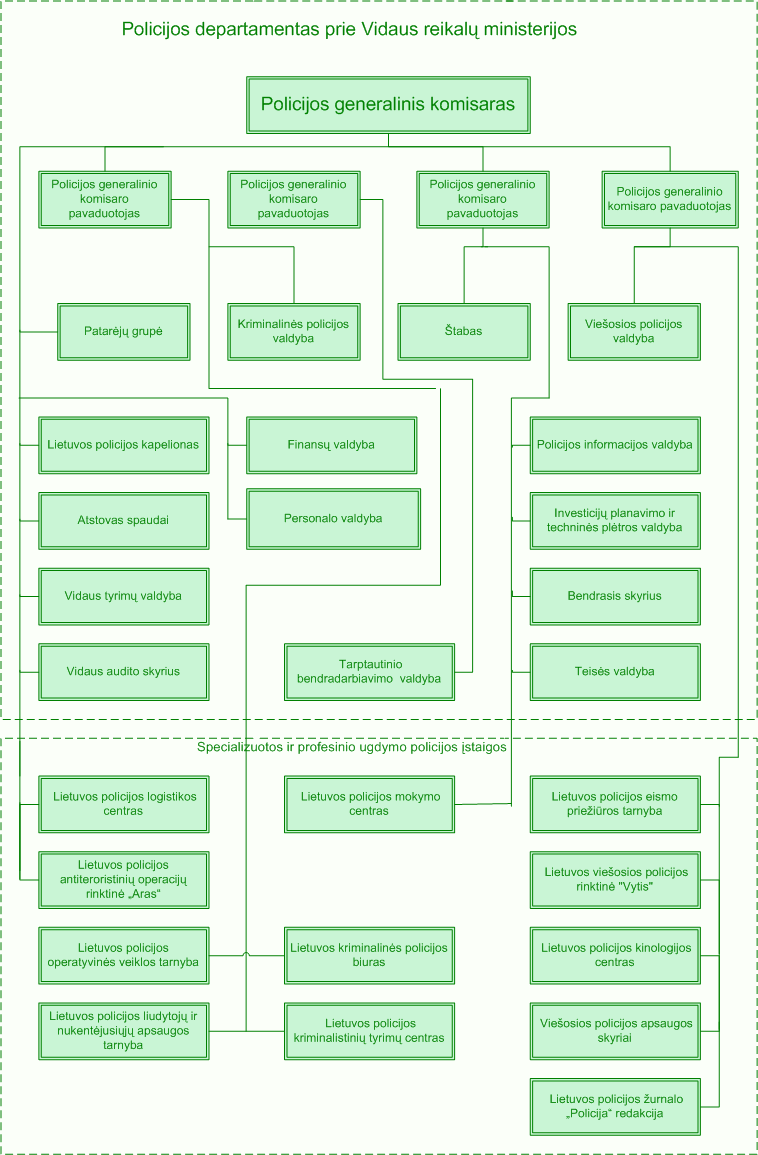 Policijos departamentas prie Vidaus reikalų ministerijos
Policijos generalinis komisaras
Policijos generalinio
komisaro
pavaduotojas
Policijos generalinio
komisaro
pavaduotojas
Policijos generalinio
komisaro
pavaduotojas
Policijos generalinio
komisaro pavaduotojas
Patarėjų grupė
Kriminalinės policijos
valdyba
Štabas
Viešosios policijos
valdyba
Lietuvos policijos kapelionas
Finansų valdyba
Policijos informacijos valdyba
Atstovas spaudai
Personalo valdyba
Investicijų planavimo ir
techninės plėtros valdyba
Vidaus tyrimų valdyba
Bendrasis skyrius
Vidaus audito skyrius
Tarptautinio
bendradarbiavimo valdyba
Teisės valdyba
Specializuotos ir profesinio ugdymo policijos įstaigos
Lietuvos policijos logistikos
centras
Lietuvos policijos mokymo
centras
Lietuvos policijos eismo
priežiūros tarnyba
Lietuvos policijos
antiteroristinių operacijų
rinktinė „Aras“
Lietuvos viešosios policijos
rinktinė "Vytis"
Lietuvos policijos
operatyvinės veiklos tarnyba
Lietuvos kriminalinės policijos
biuras
Lietuvos policijos kinologijos
centras
Lietuvos policijos liudytojų ir
nukentėjusiųjų apsaugos
tarnyba
Lietuvos policijos
kriminalistinių tyrimų centras
Viešosios policijos apsaugos
skyriai
Lietuvos policijos žurnalo
„Policija“ redakcija